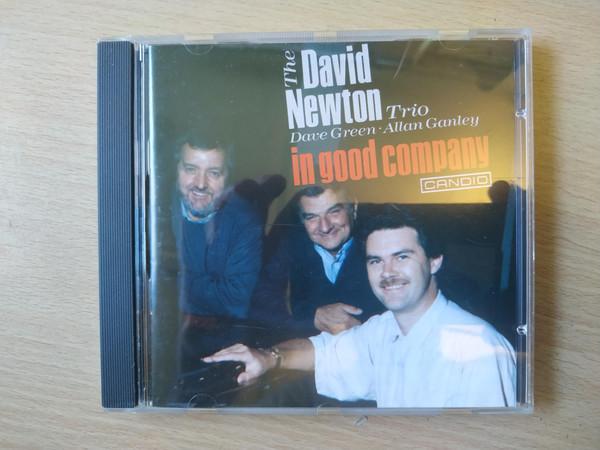 The David
Newton Trio
Dave Green · Allan Ganley
in good company
CANDID